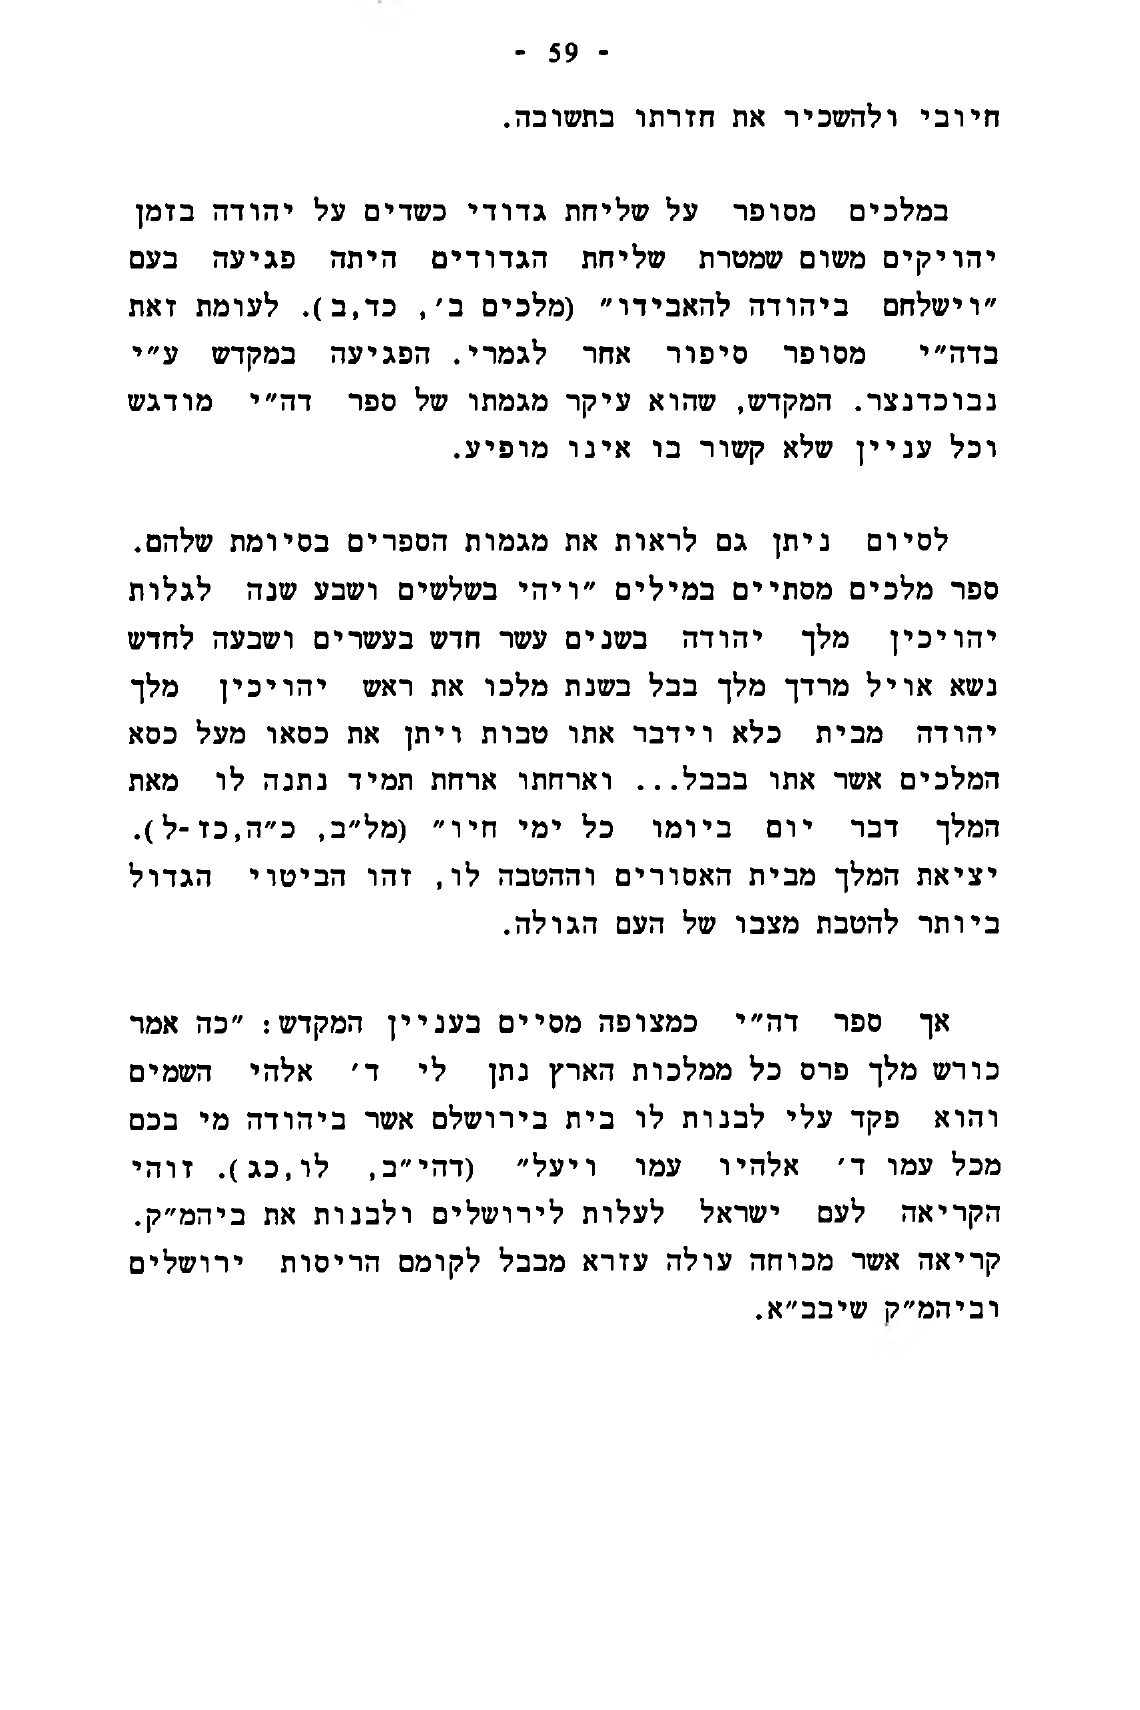 - 59 -
חיובי ולהשכיר את חזרתו בתשובה.
במלכים מסופר על שליחת גדודי כשדים על יהודה בזמן
יהויקים משום שמטרת שליחת הגדודים היתה פגיעה בעם
"וישלחם ביהודה להאבידו" (מלכים ב', כד,ב). לעומת זאת
בדה"י מסופר סיפור אחר לגמרי. הפגיעה במקדש ע"י
נבוכדנצר. המקדש, שהוא עיקר מגמתו של ספר דה"י מודגש
וכל עניין שלא קשור בו אינו מופיע.
לסיום ניתן גם לראות את מגמות הספרים בסיומת שלהם.
ספר מלכים מסתיים במילים "ויהי בשלשים ושבע שנה לגלות
יהויכין מלך יהודה בשנים עשר חדש בעשרים ושבעה לחדש
נשא אויל מרדך מלך בבל בשנת מלכו את ראש יהויכין מלך
יהודה מבית כלא וידבר אתו טבות ויתן את כסאו מעל כסא
המלכים אשר אתו בבבל... וארחתו ארחת תמיד נתנה לו מאת
המלך דבר יום ביומו כל ימי חיו" (מל"ב, כ"ה,כז-ל).
יציאת המלך מבית האסורים וההטבה לו, זהו הביטוי הגדול
ביותר להטבת מצבו של העם הגולה.
אך ספר דה"י כמצופה מסיים בעניין המקדש: "כה אמר
כורש מלך פרס כל ממלכות הארץ נתן לי ד' אלהי השמים
והוא פקד עלי לבנות לו בית בירושלם אשר ביהודה מי בכם
מכל עמו ד' אלהיו עמו ויעל" (דהי"ב, לו,כג). זוהי
הקריאה לעם ישראל לעלות לירושלים ולבנות את ביהמ"ק.
קריאה אשר מכוחה עולה עזרא מבבל לקומם הריסות ירושלים
וביהמ"ק שיבב"א.